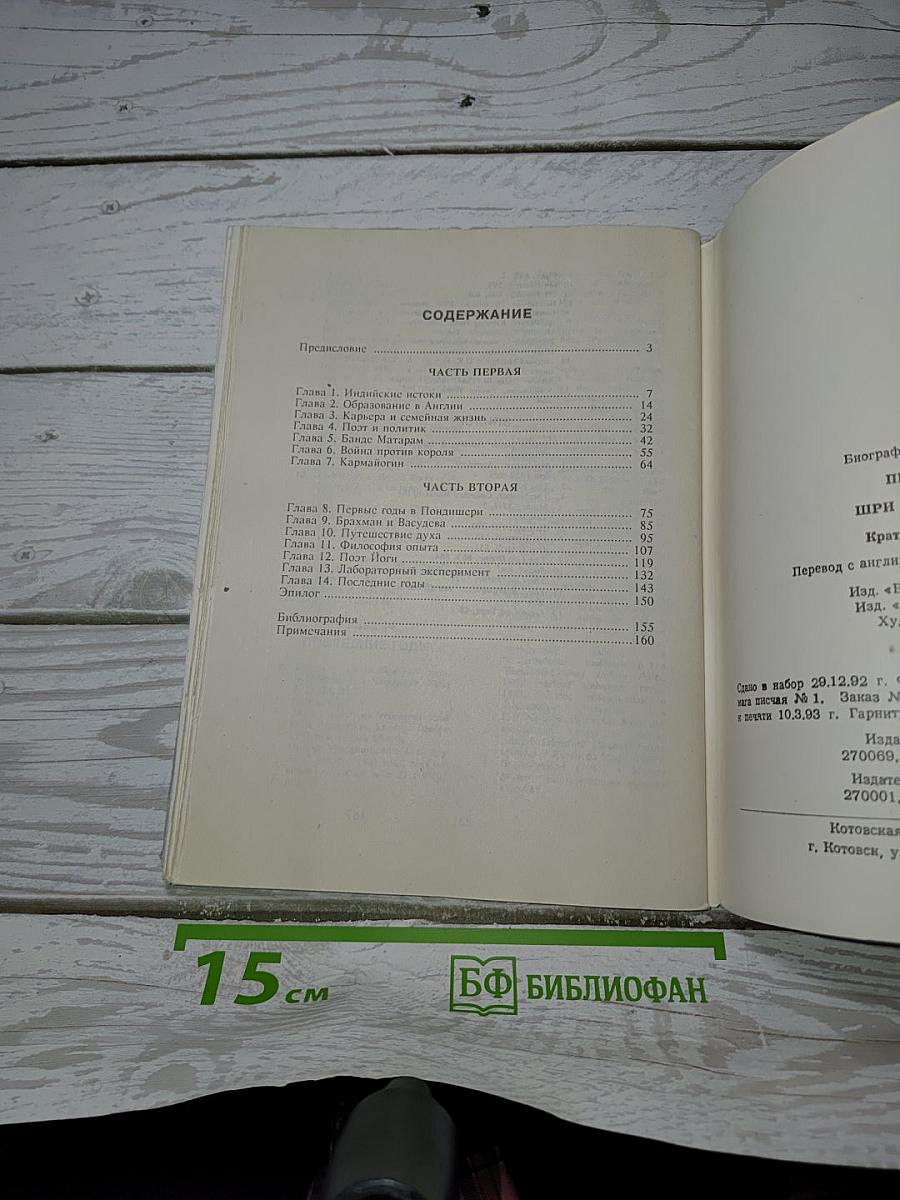 СОДЕРЖАНИЕ
Предисловие ........ 3
ЧАСТЬ ПЕРВАЯ
Глава 1. Индийские истоки ........ 7
Глава 2. Образование в Англии ........ 14
Глава 3. Карьера и семейная жизнь ........ 24
Глава 4. Поэт и политик ........ 32
Глава 5. Банде Матарам ........ 42
Глава 6. Война против короля ........ 55
Глава 7. Кармайогин ........ 64
ЧАСТЬ ВТОРАЯ
Глава 8. Первые годы в Пондишери ........ 75
Глава 9. Брахман и Васудева ........ 85
Глава 10. Путешествие духа ........ 95
Глава 11. Философия опыта ........ 107
Глава 12. Поэт Йоги ........ 119
Глава 13. Лабораторный эксперимент ........ 132
Глава 14. Последние годы ........ 143
Эпилог ........ 150
Библиография ........ 155
Примечания ........ 160
Биограф
ШРИ
Крат
Перевод с англи
Изд. «
Изд. «
Ху
Сдано в набор 29.12.92 г.
мага писчая № 1. Заказ №
к печати 10.3.93 г. Гарнит
Изда
270069,
Издате
270001,
Котовская
г. Котовск, у
15 см
БФ БИБЛИОФАН